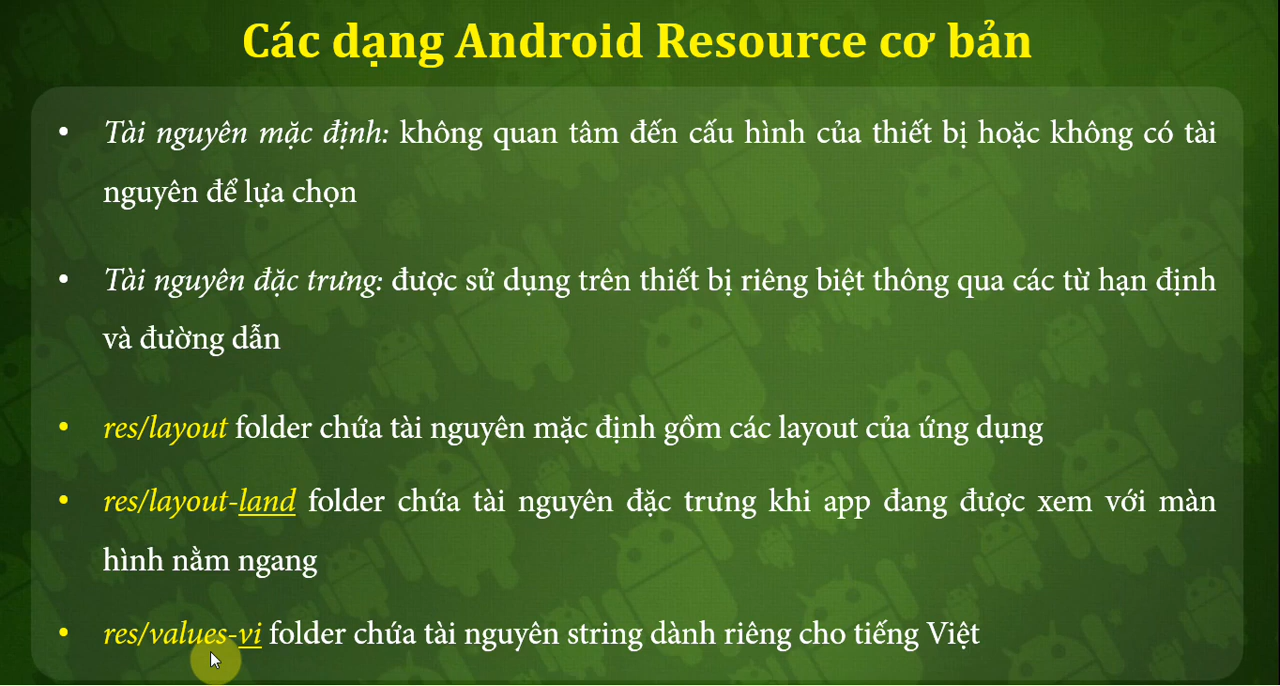 Các dạng Android Resource cơ bản
• Tài nguyên mặc định: không quan tâm đến cấu hình của thiết bị hoặc không có tài
nguyên để lựa chọn
• Tài nguyên đặc trưng: được sử dụng trên thiết bị riêng biệt thông qua các từ hạn định
và đường dẫn
• res/layout folder chứa tài nguyên mặc định gồm các layout của ứng dụng
• res/layout-land folder chứa tài nguyên đặc trưng khi app đang được xem với màn
hình nằm ngang
• res/values-vi folder chứa tài nguyên string dành riêng cho tiếng Việt